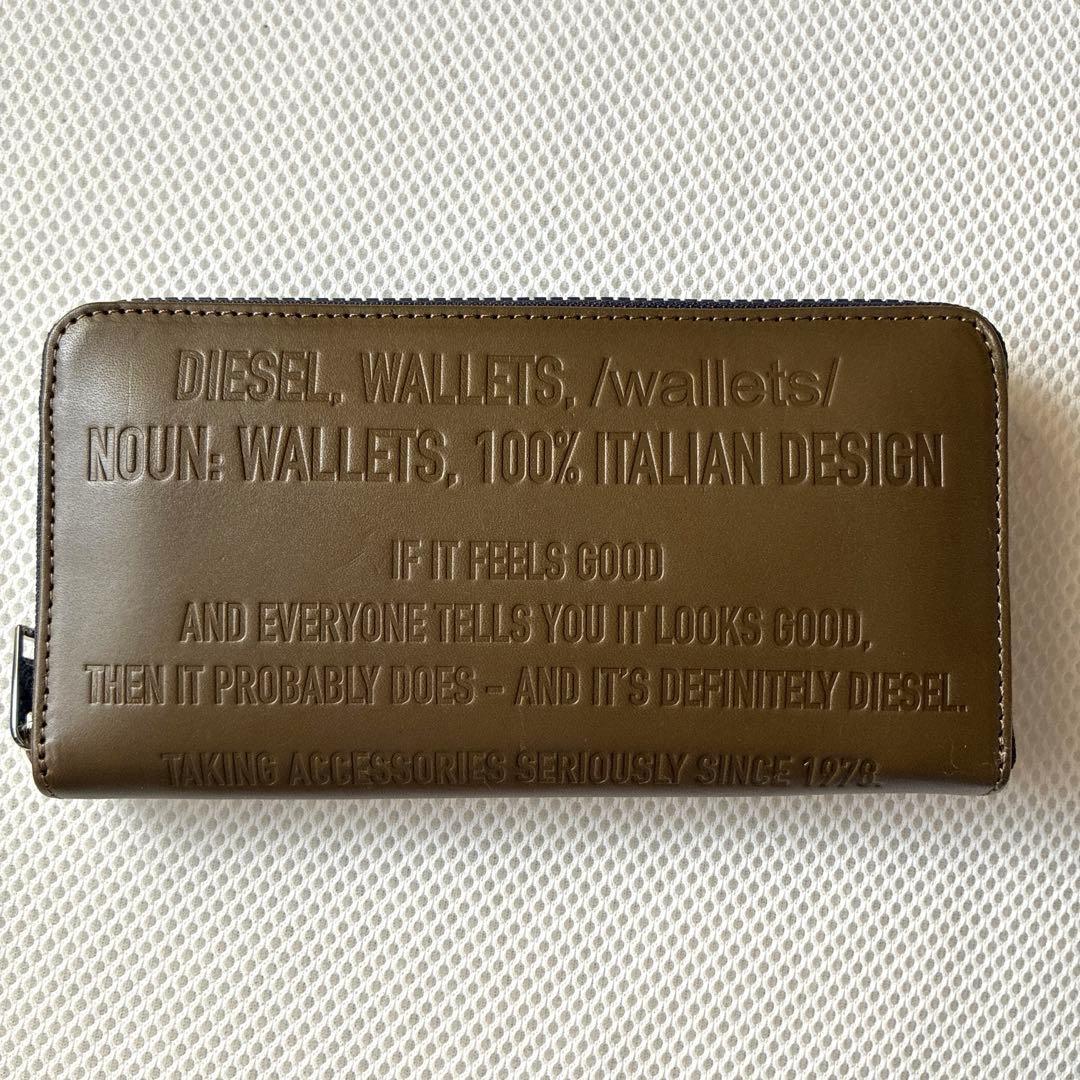 DIESEL, WALLETS, /wallets/
NOUN: WALLETS, 100% ITALIAN DESIGN
IF IT FEELS GOOD
AND EVERYONE TELLS YOU IT LOOKS GOOD,
THEN IT PROBABLY DOES – AND IT'S DEFINITELY DIESEL.
TAKING ACCESSORIES SERIOUSLY SINCE 1978.